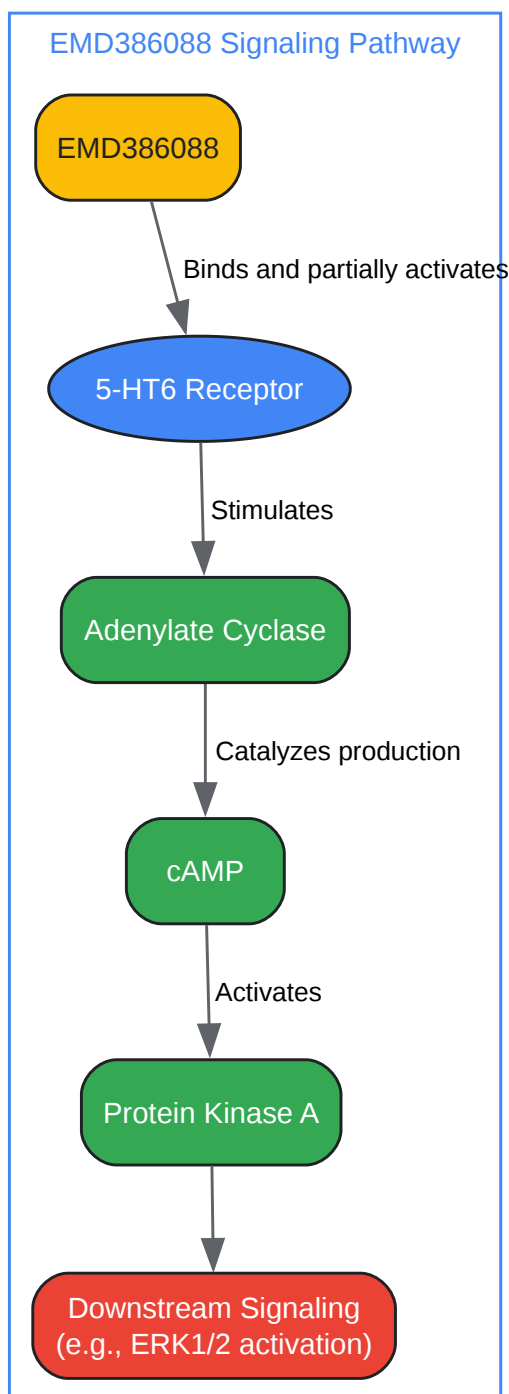 EMD386088 Signaling Pathway
EMD386088
Binds and partially activates
5-HT6 Receptor
Stimulates
Adenylate Cyclase
Catalyzes production
cAMP
Activates
Protein Kinase A
Downstream Signaling
(e.g., ERK1/2 activation)